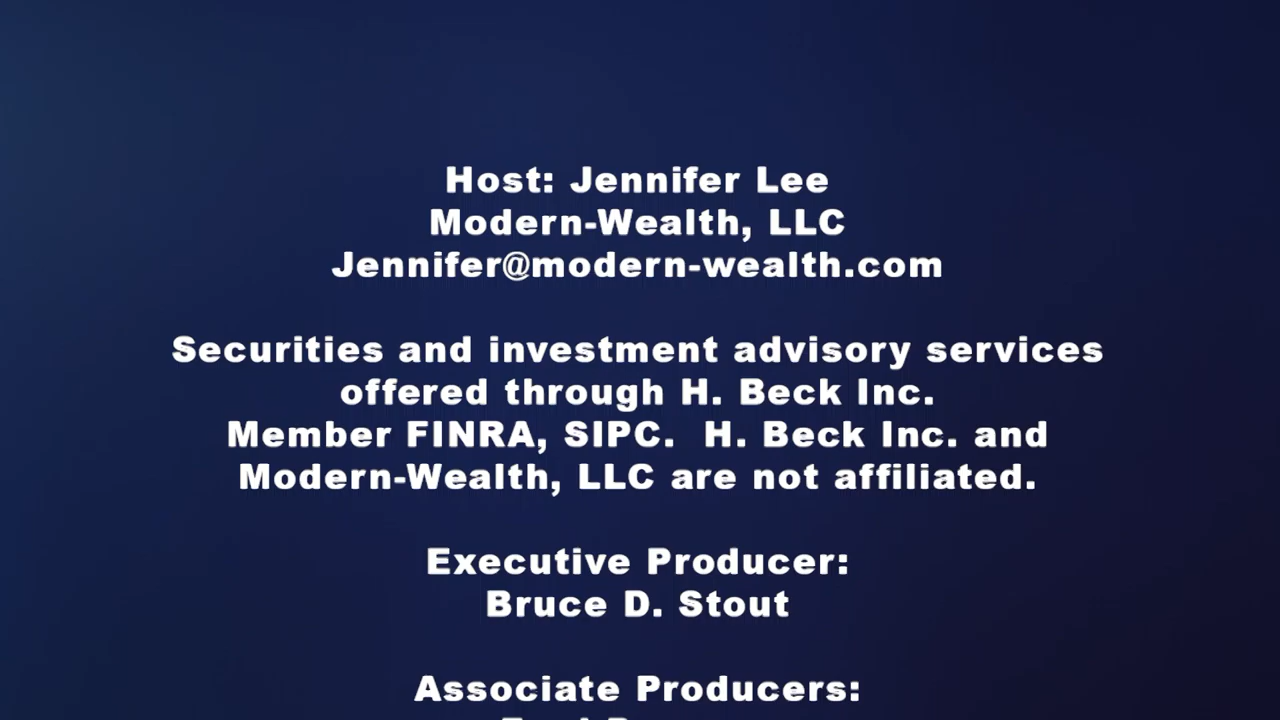 Host: Jennifer Lee
Modern-Wealth, LLC
Jennifer@modern-wealth.com
Securities and investment advisory services
offered through H. Beck Inc.
Member FINRA, SIPC.  H. Beck Inc. and
Modern-Wealth, LLC are not affiliated.
Executive Producer:
Bruce D. Stout
Associate Producers: